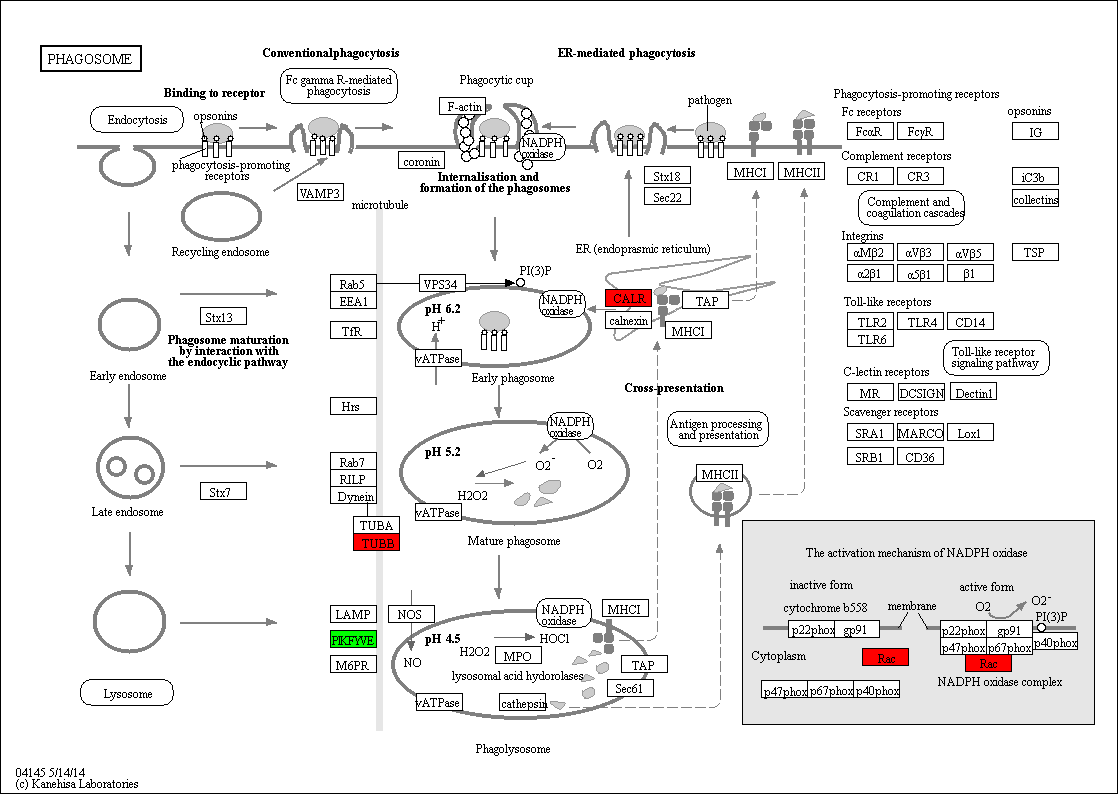 PHAGOSOME
Conventionalphagocytosis
ER-mediated phagocytosis
Binding to receptor
Fc gamma R-mediated
phagocytosis
Phagocytic cup
F-actin
pathogen
Endocytosis
opsonins
NADPH
oxidase
coronin
phagocytosis-promoting
receptors
VAMP3
microtubule
Internalisation and
formation of the phagosomes
Stx18
Sec22
MHCI
MHCII
Recycling endosome
ER (endoprasmic reticulum)
Phagocytosis-promoting receptors
Fc receptors
opsonins
FcαR
FcγR
IG
Complement receptors
CR1
CR3
iC3b
collectins
Complement and
coagulation cascades
Integrins
αMβ2
αVβ3
αVβ5
TSP
α2β1
α5β1
β1
Toll-like receptors
TLR2
TLR4
CD14
TLR6
Toll-like receptor
signaling pathway
C-lectin receptors
MR
DCSIGN
Dectin1
Scavenger receptors
SRA1
MARCO
Lox1
SRB1
CD36
Rab5
EEA1
VPS34
PI(3)P
TfR
Stx13
Phagosome maturation
by interaction with
the endocyclic pathway
pH 6.2
H+
vATPase
NADPH
oxidase
CALR
calnexin
TAP
MHCI
Early endosome
Early phagosome
Cross-presentation
Hrs
Antigen processing
and presentation
NADPH
oxidase
pH 5.2
O2-
O2
H2O2
vATPase
Rab7
RILP
Dynein
TUBA
TUBB
Stx7
MHCII
Late endosome
Mature phagosome
LAMP
PIKFYVE
M6PR
NOS
NO
pH 4.5
NADPH
oxidase
MHCI
H2O2
HOCl
MPO
lysosomal acid hydorolases
TAP
Sec61
vATPase
cathepsin
Lysosome
Phagolysosome
The activation mechanism of NADPH oxidase
inactive form
active form
cytochrome b558
membrane
O2
O2-
PI(3)P
p22phox
gp91
p22phox
gp91
p47phox
p67phox
p40phox
Cytoplasm
Rac
Rac
NADPH oxidase complex
p47phox
p67phox
p40phox
04145 5/14/14
(c) Kanehisa Laboratories